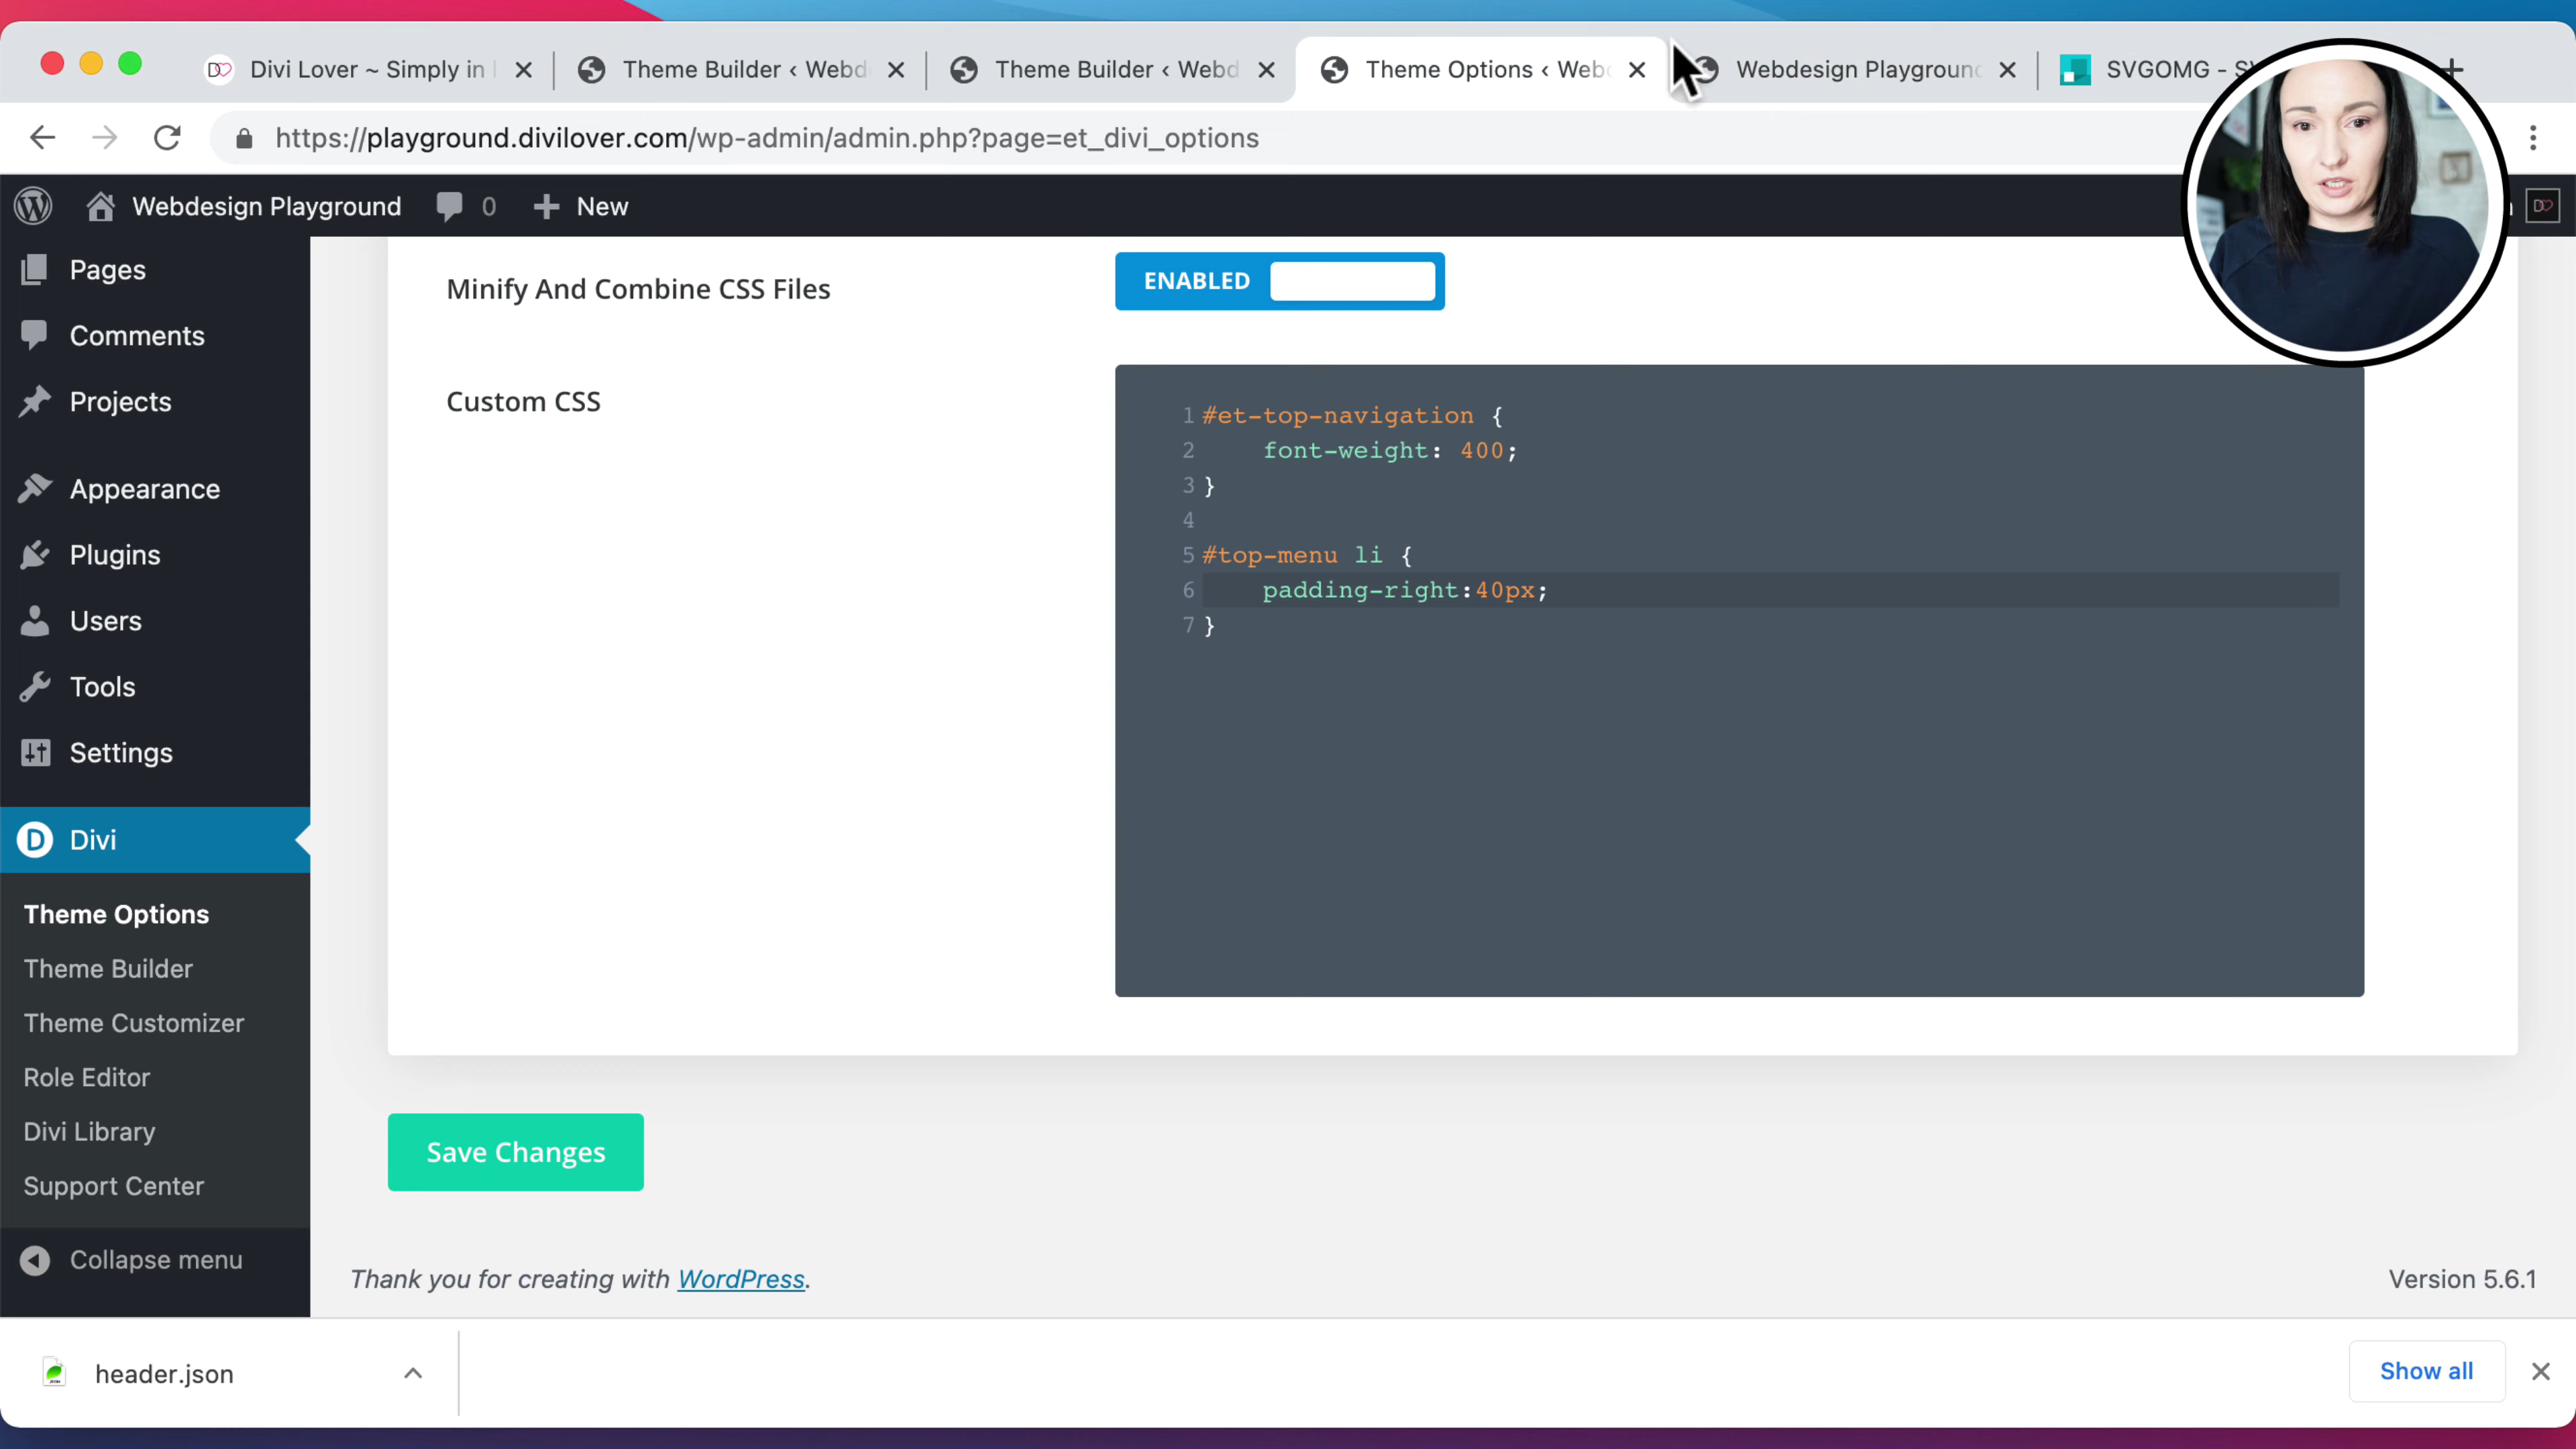 Divi Lover ~ Simply in
Theme Builder ‹ Webd
Theme Builder ‹ Webd
Theme Options ‹ Web
Webdesign Playground
SVGOMG - S
https://playground.divilover.com/wp-admin/admin.php?page=et_divi_options
Webdesign Playground
0
New
Pages
Comments
Projects
Appearance
Plugins
Users
Tools
Settings
Divi
Theme Options
Theme Builder
Theme Customizer
Role Editor
Divi Library
Support Center
Collapse menu
Minify And Combine CSS Files
ENABLED
Custom CSS
1 #et-top-navigation {
2 font-weight: 400;
3 }
4
5 #top-menu li {
6 padding-right:40px;
7 }
Save Changes
Thank you for creating with WordPress.
Version 5.6.1
header.json
Show all